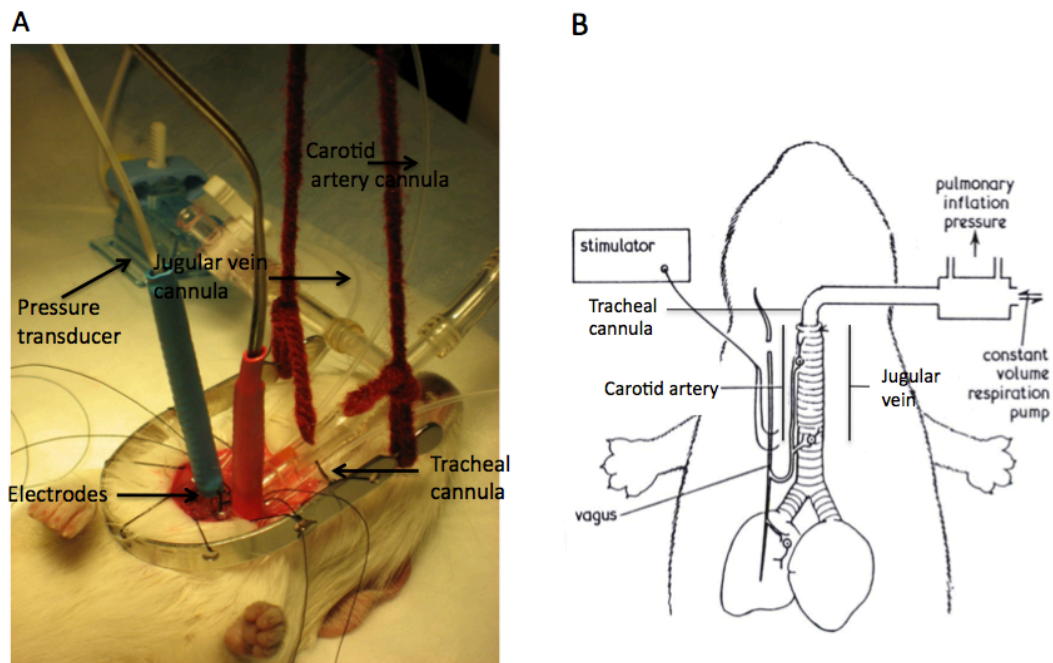 A
Carotid
artery cannula
Jugular vein
cannula
Pressure
transducer
Electrodes
Tracheal
cannula
B
pulmonary
inflation
pressure
stimulator
Tracheal
cannula
constant
volume
respiration
pump
Carotid artery
Jugular
vein
vagus